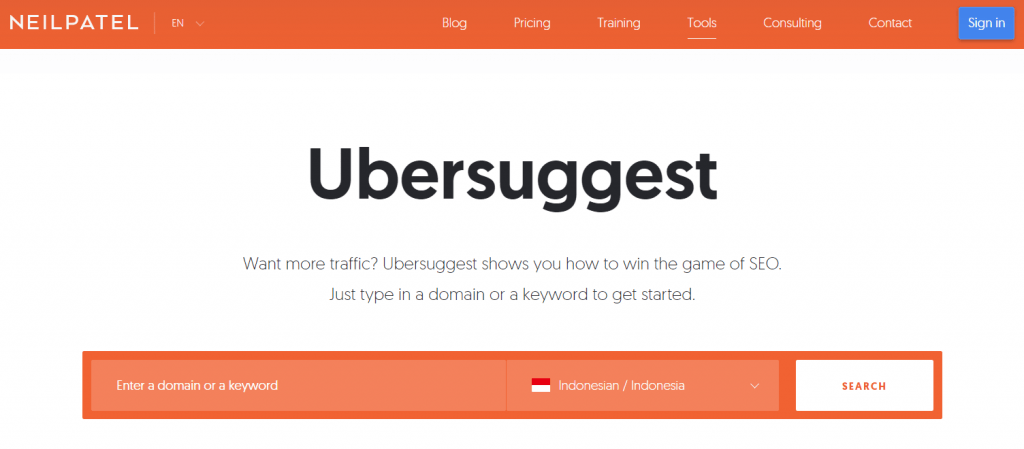 NEILPATEL EN Blog Pricing Training Tools Consulting Contact Sign in
Ubersuggest
Want more traffic? Ubersuggest shows you how to win the game of SEO.
Just type in a domain or a keyword to get started.
Enter a domain or a keyword Indonesian / Indonesia SEARCH